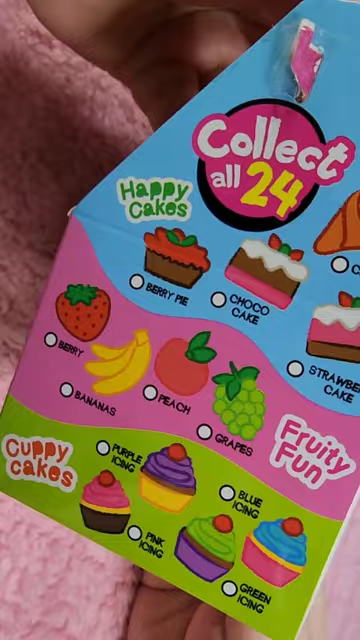 Collect
all 24
Happy
Cakes
BERRY PIE
CHOCO
CAKE
STRAWBE
CAKE
BERRY
BANANAS
PEACH
GRAPES
Fruity
Fun
Cuppy
Cakes
PURPLE
ICING
BLUE
ICING
PINK
ICING
GREEN
ICING